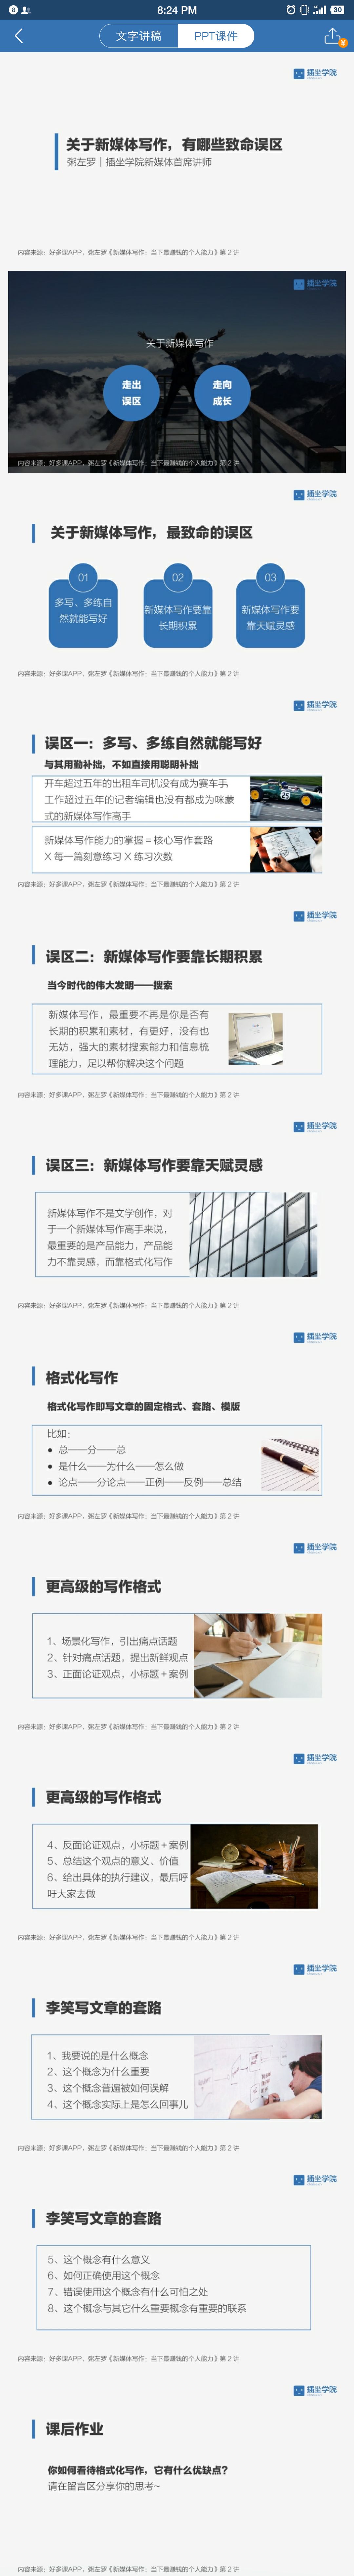 8:24 PM
30
文字讲稿
PPT课件
插坐学院
关于新媒体写作，有哪些致命误区
粥左罗｜插坐学院新媒体首席讲师
内容来源：好多课APP，粥左罗《新媒体写作：当下最赚钱的个人能力》第 2 讲
插坐学院
关于新媒体写作
走出
误区
走向
成长
内容来源：好多课APP，粥左罗《新媒体写作：当下最赚钱的个人能力》第 2 讲
插坐学院
关于新媒体写作，最致命的误区
01
多写、多练自
然就能写好
02
新媒体写作要靠
长期积累
03
新媒体写作要
靠天赋灵感
内容来源：好多课APP，粥左罗《新媒体写作：当下最赚钱的个人能力》第 2 讲
插坐学院
误区一：多写、多练自然就能写好
与其用勤补拙，不如直接用聪明补拙
开车超过五年的出租车司机没有成为赛车手，
工作超过五年的记者编辑也没有都成为咪蒙
式的新媒体写作高手
25
新媒体写作能力的掌握 = 核心写作套路
X 每一篇刻意练习 X 练习次数
内容来源：好多课APP，粥左罗《新媒体写作：当下最赚钱的个人能力》第 2 讲
插坐学院
误区二：新媒体写作要靠长期积累
当今时代的伟大发明——搜索
新媒体写作，最重要不再是你是否有
长期的积累和素材，有更好，没有也
无妨，强大的素材搜索能力和信息梳
理能力，足以帮你解决这个问题
内容来源：好多课APP，粥左罗《新媒体写作：当下最赚钱的个人能力》第 2 讲
插坐学院
误区三：新媒体写作要靠天赋灵感
新媒体写作不是文学创作，对
于一个新媒体写作高手来说，
最重要的是产品能力，产品能
力不靠灵感，而靠格式化写作
内容来源：好多课APP，粥左罗《新媒体写作：当下最赚钱的个人能力》第 2 讲
插坐学院
格式化写作
格式化写作即写文章的固定格式、套路、模版
比如：
● 总——分——总
● 是什么——为什么——怎么做
● 论点——分论点——正例——反例——总结
内容来源：好多课APP，粥左罗《新媒体写作：当下最赚钱的个人能力》第 2 讲
插坐学院
更高级的写作格式
1、场景化写作，引出痛点话题
2、针对痛点话题，提出新鲜观点
3、正面论证观点，小标题＋案例
内容来源：好多课APP，粥左罗《新媒体写作：当下最赚钱的个人能力》第 2 讲
插坐学院
更高级的写作格式
4、反面论证观点，小标题＋案例
5、总结这个观点的意义、价值
6、给出具体的执行建议，最后呼
吁大家去做
内容来源：好多课APP，粥左罗《新媒体写作：当下最赚钱的个人能力》第 2 讲
插坐学院
李笑写文章的套路
1、我要说的是什么概念
2、这个概念为什么重要
3、这个概念普遍被如何误解
4、这个概念实际上是怎么回事儿
内容来源：好多课APP，粥左罗《新媒体写作：当下最赚钱的个人能力》第 2 讲
插坐学院
李笑写文章的套路
5、这个概念有什么意义
6、如何正确使用这个概念
7、错误使用这个概念有什么可怕之处
8、这个概念与其它什么重要概念有重要的联系
内容来源：好多课APP，粥左罗《新媒体写作：当下最赚钱的个人能力》第 2 讲
插坐学院
课后作业
你如何看待格式化写作，它有什么优缺点？
请在留言区分享你的思考~
内容来源：好多课APP，粥左罗《新媒体写作：当下最赚钱的个人能力》第 2 讲